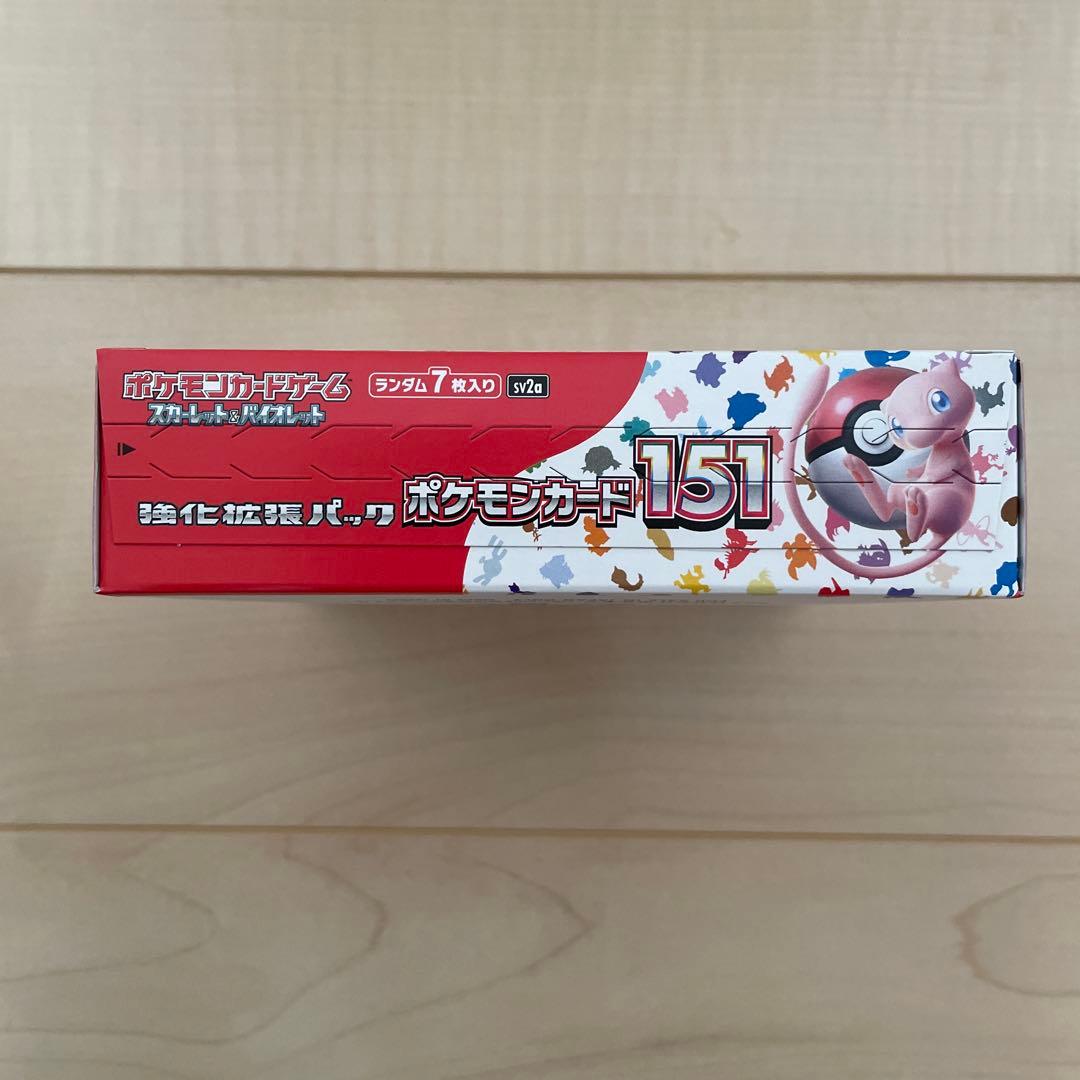 ポケモンカードゲーム
スカーレット&バイオレット
ランダム7枚入り
sv2a
強化拡張パック ポケモンカード151